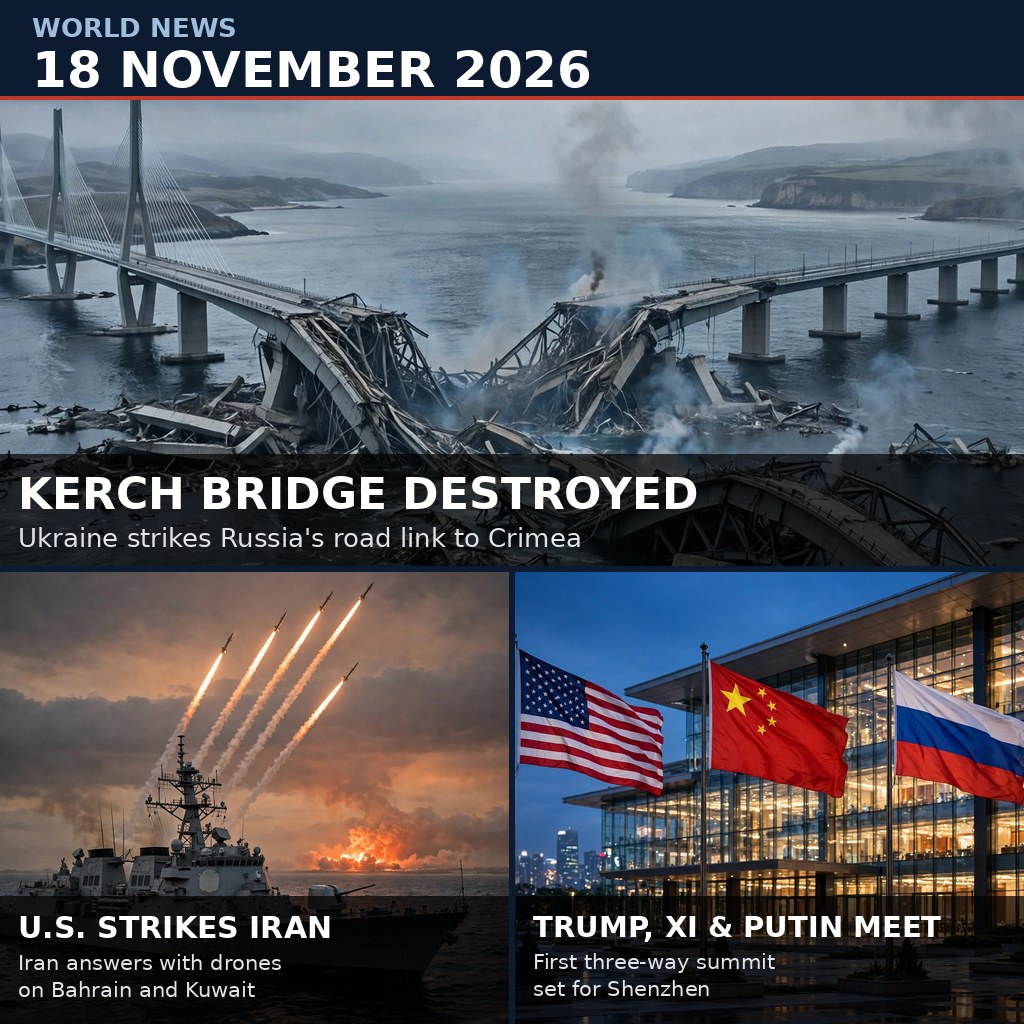 WORLD NEWS
18 NOVEMBER 2026
KERCH BRIDGE DESTROYED
Ukraine strikes Russia's road link to Crimea
U.S. STRIKES IRAN
Iran answers with drones
on Bahrain and Kuwait
TRUMP, XI & PUTIN MEET
First three-way summit
set for Shenzhen